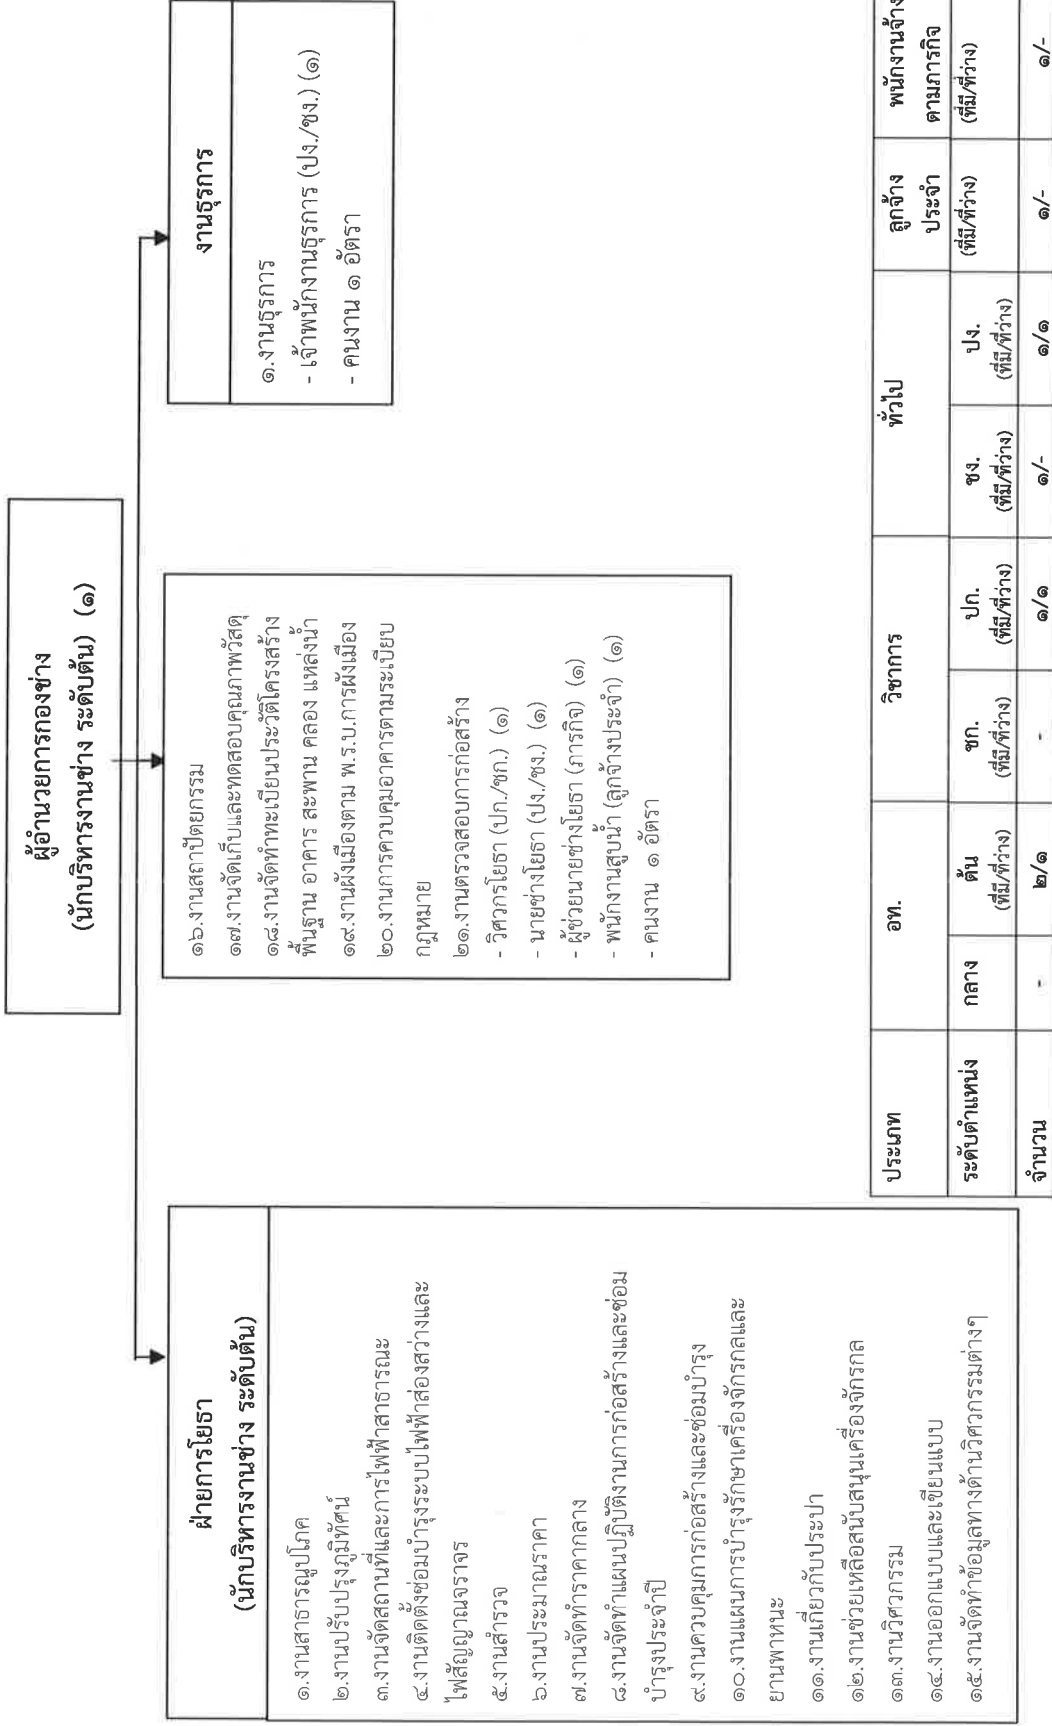 ผู้อำนวยการกองช่าง
(นักบริหารงานช่าง ระดับต้น) (๑)
ฝ่ายการโยธา
(นักบริหารงานช่าง ระดับต้น)
๑.งานสาธารณูปโภค
๒.งานปรับปรุงภูมิทัศน์
๓.งานจัดสถานที่และการไฟฟ้าสาธารณะ
๔.งานติดตั้งซ่อมบำรุงระบบไฟฟ้าส่องสว่างและ
ไฟสัญญาณจราจร
๕.งานสำรวจ
๖.งานประมาณราคา
๗.งานจัดทำราคากลาง
๘.งานจัดทำแผนปฏิบัติงานการก่อสร้างและซ่อม
บำรุงประจำปี
๙.งานควบคุมการก่อสร้างและซ่อมบำรุง
๑๐.งานแผนการบำรุงรักษาเครื่องจักรกลและ
ยานพาหนะ
๑๑.งานเกี่ยวกับประปา
๑๒.งานช่วยเหลือสนับสนุนเครื่องจักรกล
๑๓.งานวิศวกรรม
๑๔.งานออกแบบและเขียนแบบ
๑๕.งานจัดทำข้อมูลทางด้านวิศวกรรมต่างๆ
๑๖.งานสถาปัตยกรรม
๑๗.งานจัดเก็บและทดสอบคุณภาพวัสดุ
๑๘.งานจัดทำทะเบียนประวัติโครงสร้าง
พื้นฐาน อาคาร สะพาน คลอง แหล่งน้ำ
๑๙.งานผังเมืองตาม พ.ร.บ.การผังเมือง
๒๐.งานการควบคุมอาคารตามระเบียบ
กฎหมาย
๒๑.งานตรวจสอบการก่อสร้าง
- วิศวกรโยธา (ปก./ชก.) (๑)
- นายช่างโยธา (ปง./ชง.) (๑)
- ผู้ช่วยนายช่างโยธา (ภารกิจ) (๑)
- พนักงานสูบน้ำ (ลูกจ้างประจำ) (๑)
- คนงาน ๑ อัตรา
งานธุรการ
๑.งานธุรการ
- เจ้าพนักงานธุรการ (ปง./ชง.) (๑)
- คนงาน ๑ อัตรา
ประเภท อท. วิชาการ ทั่วไป ลูกจ้างประจำ พนักงานจ้างตามภารกิจ
ระดับตำแหน่ง กลาง ต้น (ที่มี/ที่ว่าง) ชก. (ที่มี/ที่ว่าง) ปก. (ที่มี/ที่ว่าง) ชง. (ที่มี/ที่ว่าง) ปง. (ที่มี/ที่ว่าง) (ที่มี/ที่ว่าง) (ที่มี/ที่ว่าง)
จำนวน - ๒/๑ - ๑/๑ ๑/- ๑/๑ ๑/- ๑/-